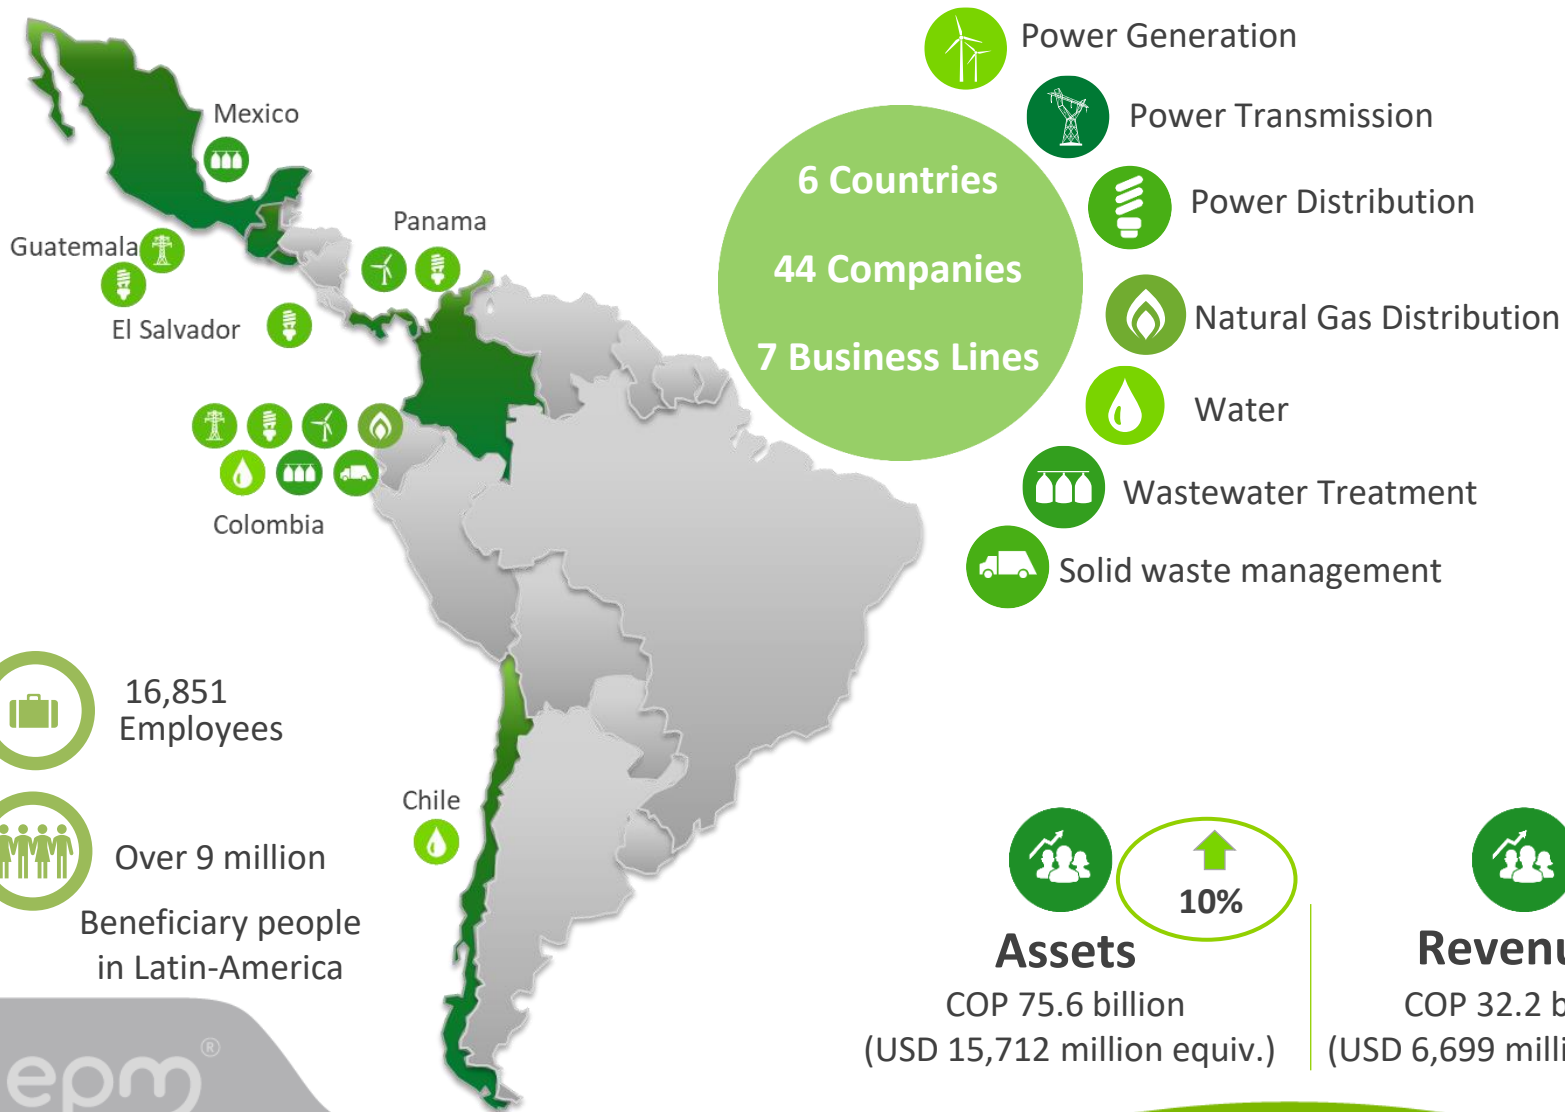 Power Generation
Power Transmission
Power Distribution
Natural Gas Distribution
Water
Wastewater Treatment
Solid waste management
6 Countries
44 Companies
7 Business Lines
Mexico
Guatemala
El Salvador
Panama
Colombia
Chile
16,851
Employees
Over 9 million
Beneficiary people
in Latin-America
10%
Assets
COP 75.6 billion
(USD 15,712 million equiv.)
COP 32.2
(USD 6,699
epm®